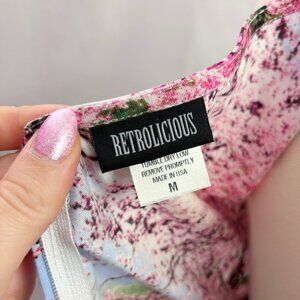 RETROLICIOUS
TUMBLE DRY LOW
REMOVE PROMPTLY
MADE IN USA
M